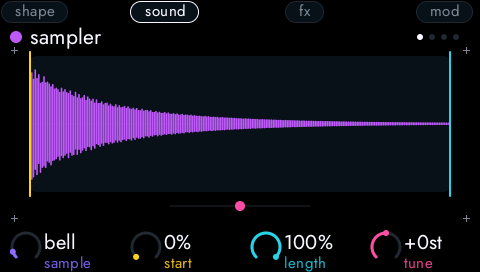 shape sound fx mod
sampler
bell 0% 100% +0st
sample start length tune